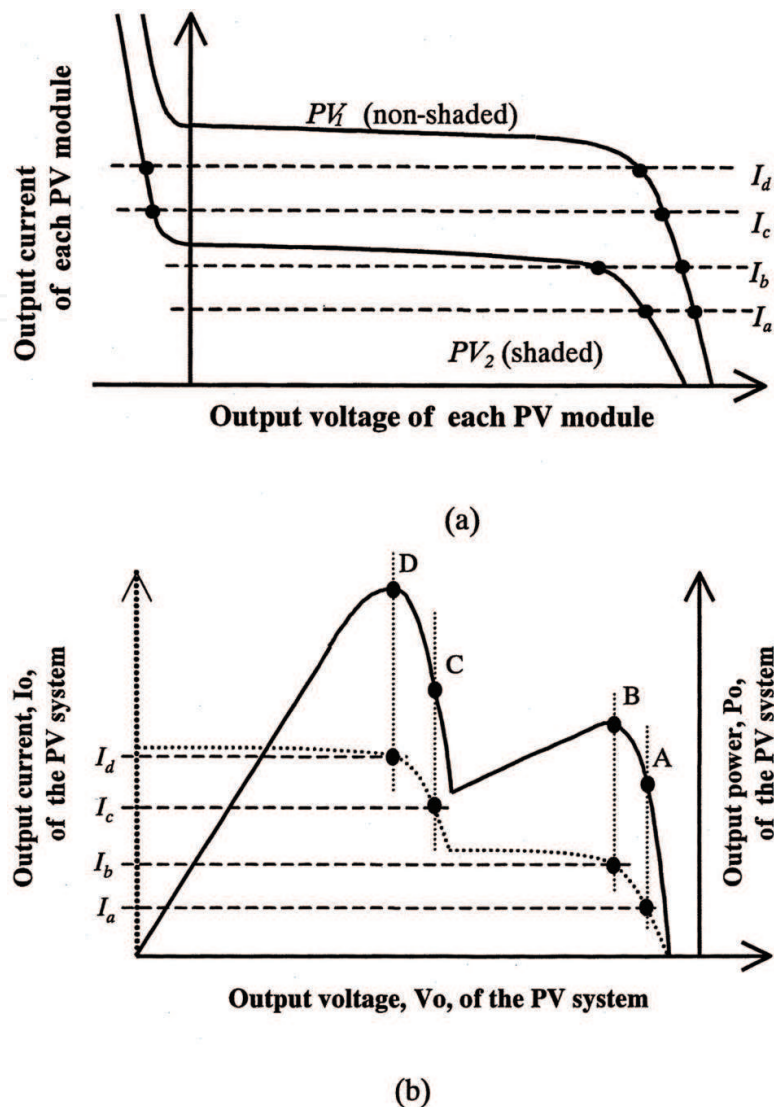 Output current
of each PV module
PV1 (non-shaded)
Id
Ic
Ib
Ia
PV2 (shaded)
Output voltage of each PV module
(a)
D
C
B
A
Output current, Io,
of the PV system
Id
Ic
Ib
Ia
Output power, Po,
of the PV system
Output voltage, Vo, of the PV system
(b)